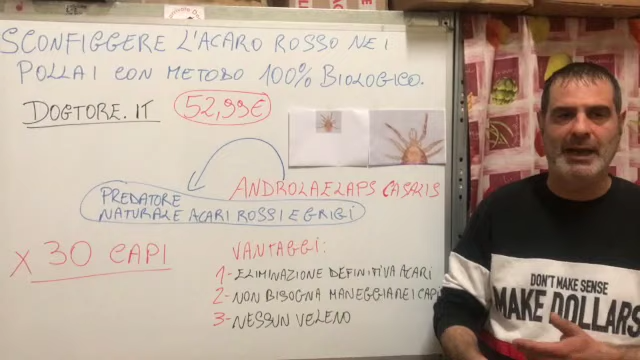 SCONFIGGERE L'ACARO ROSSO NEI
POLLAI CON METODO 100% BIOLOGICO.
DOGTORE.IT 52,99€
ANDROLAELAPS CASALIS
PREDATORE
NATURALE ACARI ROSSI E GRIGI
X 30 CAPI
VANTAGGI:
1- ELIMINAZIONE DEFINITIVA ACARI
2- NON BISOGNA MANEGGIARE I CAPI
3- NESSUN VELENO
DON'T MAKE SENSE
MAKE DOLLARS